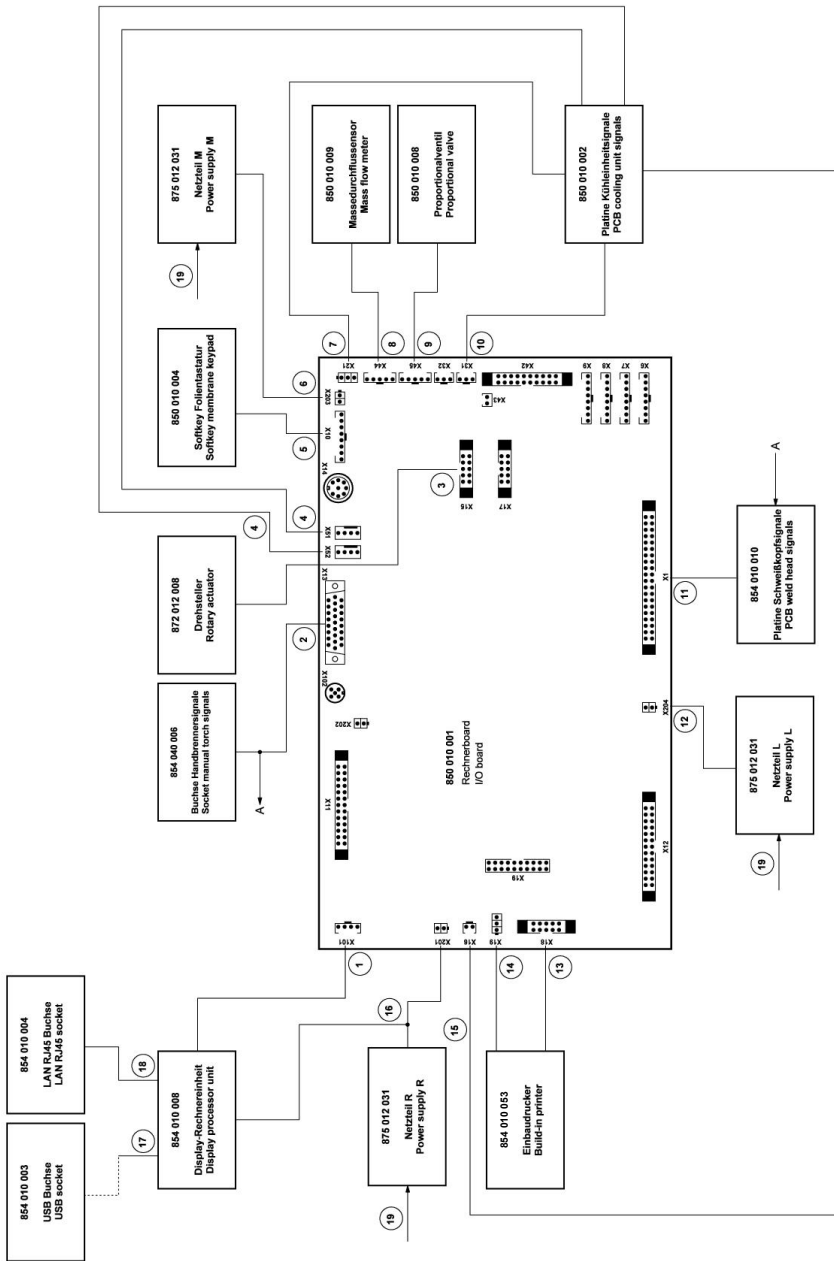 854 010 003
USB Buchse
USB socket
17
854 010 004
LAN RJ45 Buchse
LAN RJ45 socket
18
854 010 008
Display-Rechnereinheit
Display processor unit
1
16
875 012 031
Netzteil R
Power supply R
19
15
854 010 053
Einbaudrucker
Build-in printer
14
13
854 040 006
Buchse Handbrennersignale
Socket manual torch signals
A
2
872 012 008
Drehsteller
Rotary actuator
3
4
4
850 010 004
Softkey Folientastatur
Softkey membrane keypad
5
875 012 031
Netzteil M
Power supply M
19
6
7
850 010 009
Massedurchflussensor
Mass flow meter
8
850 010 008
Proportionalventil
Proportional valve
9
850 010 002
Platine Kühleinheitsignale
PCB cooling unit signals
10
850 010 001
Rechnerboard
I/O board
X101
X11
X202
X102
X13
X52
X51
X14
X10
X203
X21
X44
X45
X32
X31
X42
X43
X9
X8
X7
X6
X15
X17
X201
X16
X19
X18
X19
X12
X204
X1
11
854 010 010
Platine Schweißkopfsignale
PCB weld head signals
A
12
875 012 031
Netzteil L
Power supply L
19